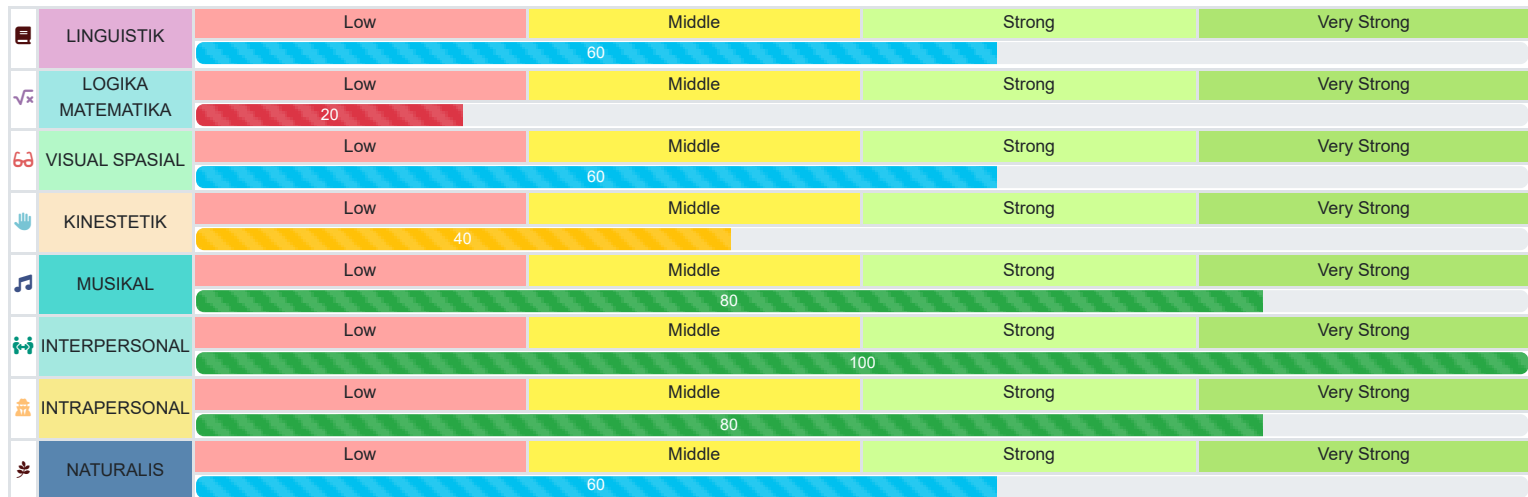 LINGUISTIK
Low Middle Strong Very Strong
60
LOGIKA
MATEMATIKA
Low Middle Strong Very Strong
20
VISUAL SPASIAL
Low Middle Strong Very Strong
60
KINESTETIK
Low Middle Strong Very Strong
40
MUSIKAL
Low Middle Strong Very Strong
80
INTERPERSONAL
Low Middle Strong Very Strong
100
INTRAPERSONAL
Low Middle Strong Very Strong
80
NATURALIS
Low Middle Strong Very Strong
60